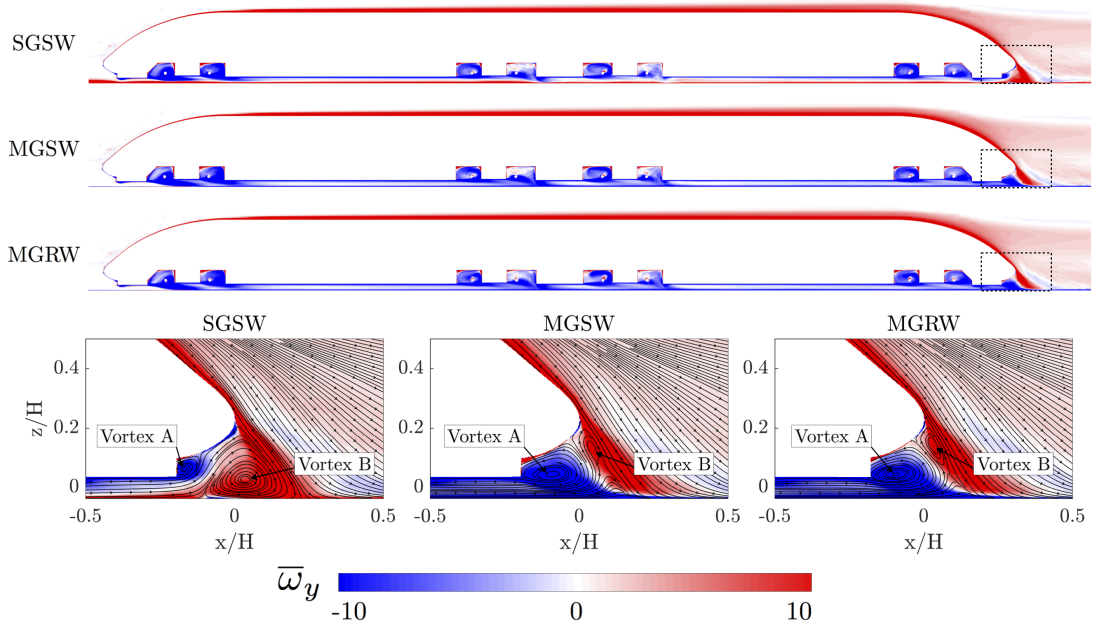 SGSW
MGSW
MGRW
SGSW MGSW MGRW
0.4 0.4 0.4
z/H
0.2 0.2 0.2
Vortex A Vortex A Vortex A
Vortex B Vortex B Vortex B
0 0 0
-0.5 0 0.5 -0.5 0 0.5 -0.5 0 0.5
x/H x/H x/H
ω̅y
-10 0 10